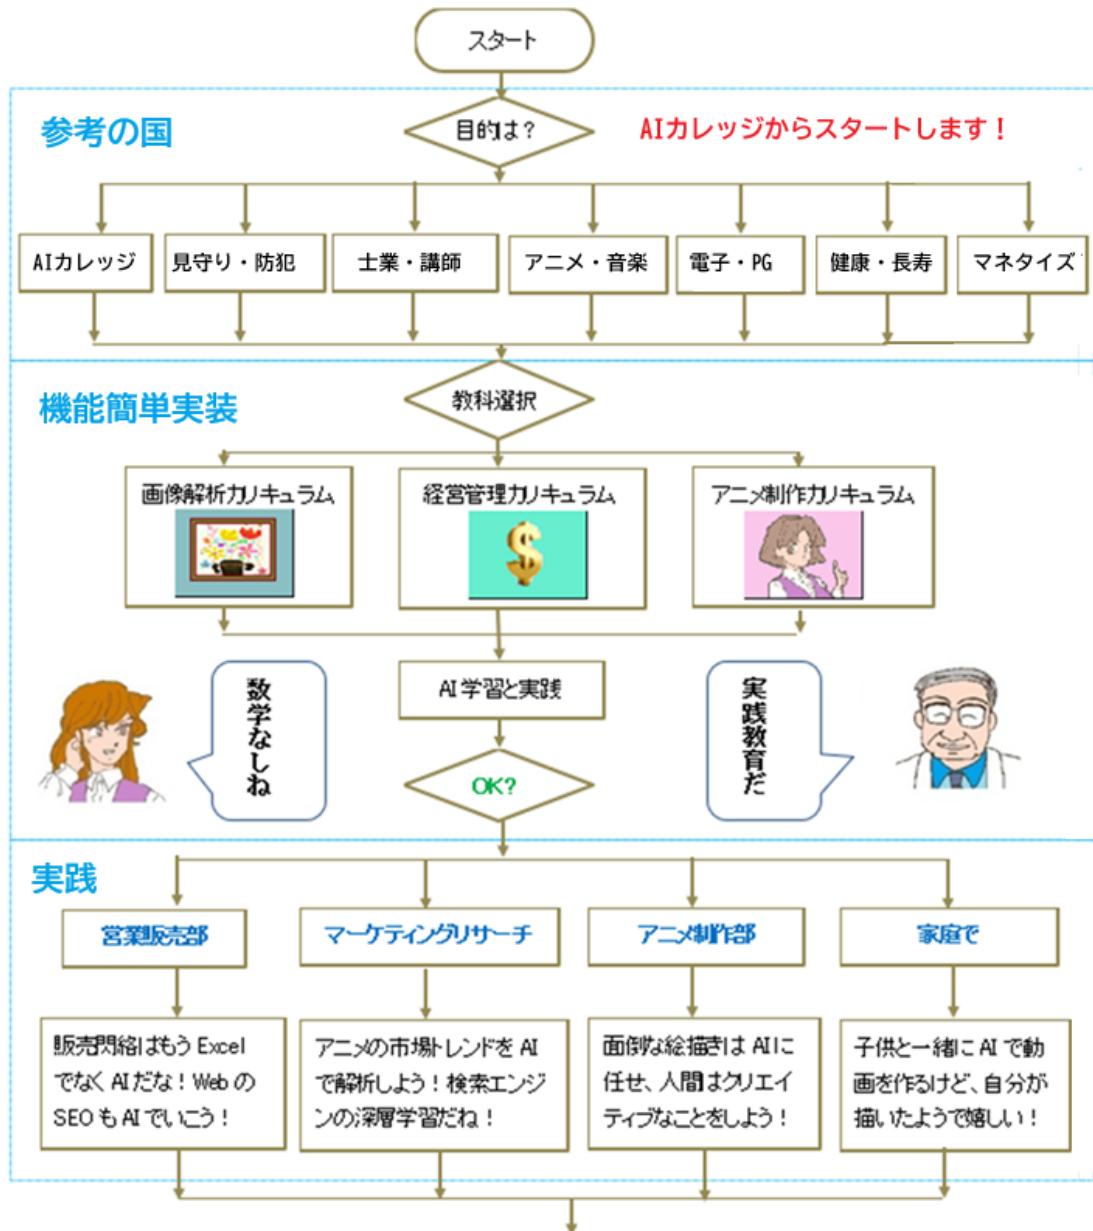 スタート
参考の国
目的は?
AIカレッジからスタートします!
AIカレッジ
見守り・防犯
士業・講師
アニメ・音楽
電子・PG
健康・長寿
マネタイズ
機能簡単実装
教科選択
画像解析カリキュラム
経営管理カリキュラム
アニメ制作カリキュラム
数学なしね
AI学習と実践
実践教育だ
OK?
実践
営業販売部
マーケティングリサーチ
アニメ制作部
家庭で
販売閃絡はもう Excel
でなく AIだな!Web の
SEOも AIでいこう!
アニメの市場トレンドを AI
で解析しよう!検索エンジ
ンの深層学習だね!
面倒な絵描きは AIに
任せ、人間はクリエイ
ティブなことをしよう!
子供と一緒に AIで動
画を作るけど、自分が
描いたようで嬉しい!